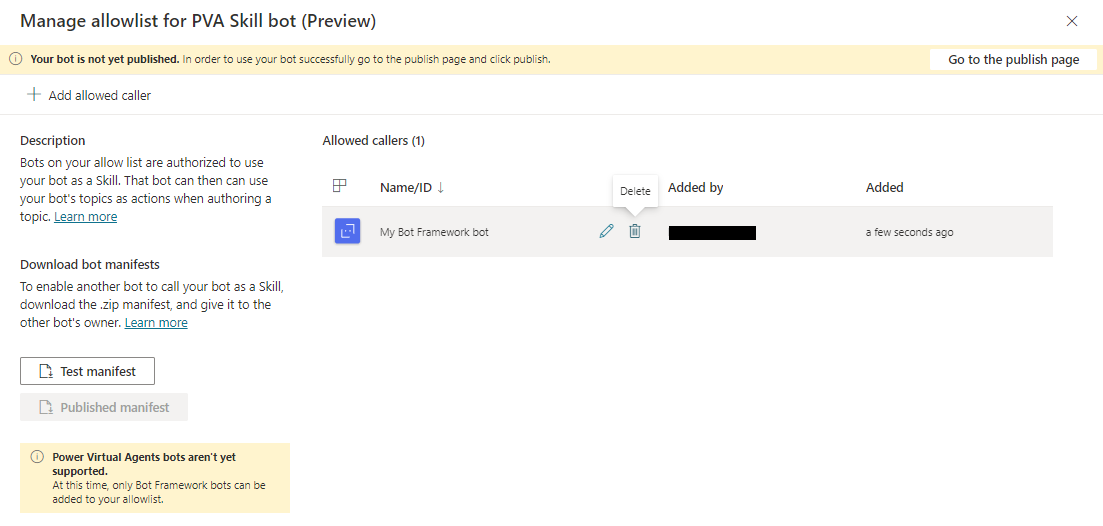 Manage allowlist for PVA Skill bot (Preview)
Your bot is not yet published. In order to use your bot successfully go to the publish page and click publish.
Go to the publish page
Add allowed caller
Description
Bots on your allow list are authorized to use
your bot as a Skill. That bot can then can use
your bot's topics as actions when authoring a
topic. Learn more
Download bot manifests
To enable another bot to call your bot as a Skill,
download the .zip manifest, and give it to the
other bot's owner. Learn more
Test manifest
Published manifest
Power Virtual Agents bots aren't yet
supported.
At this time, only Bot Framework bots can be
added to your allowlist.
Allowed callers (1)
Name/ID ↓
Delete
Added by
Added
My Bot Framework bot
a few seconds ago